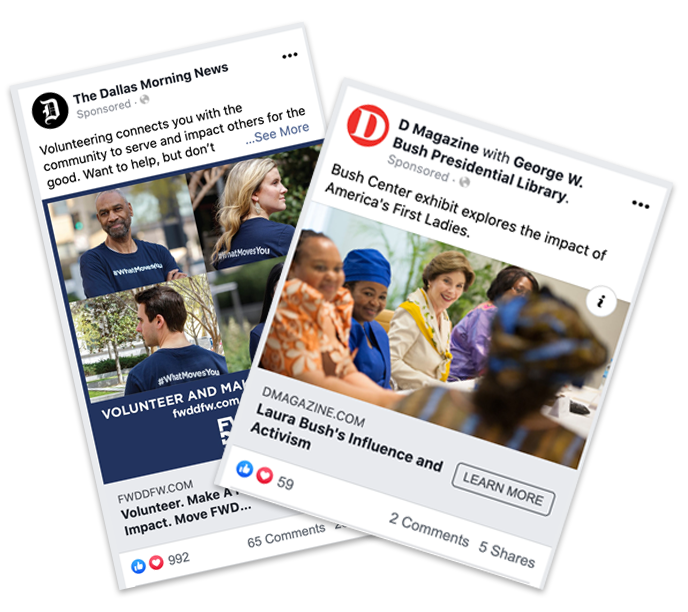 The Dallas Morning News
Sponsored ·
Volunteering connects you with the
community to serve and impact others for the
good. Want to help, but don't ...See More
#WhatMovesYou
#WhatMovesYou
#WhatMovesYou
VOLUNTEER AND
fwddfw.com
FWDDFW.COM
Volunteer. Make A
Impact. Move FWD...
992
65 Comments
D
D Magazine with George W.
Bush Presidential Library.
Sponsored ·
Bush Center exhibit explores the impact of
America's First Ladies.
i
DMAGAZINE.COM
Laura Bush's Influence and
Activism
LEARN MORE
59
2 Comments 5 Shares